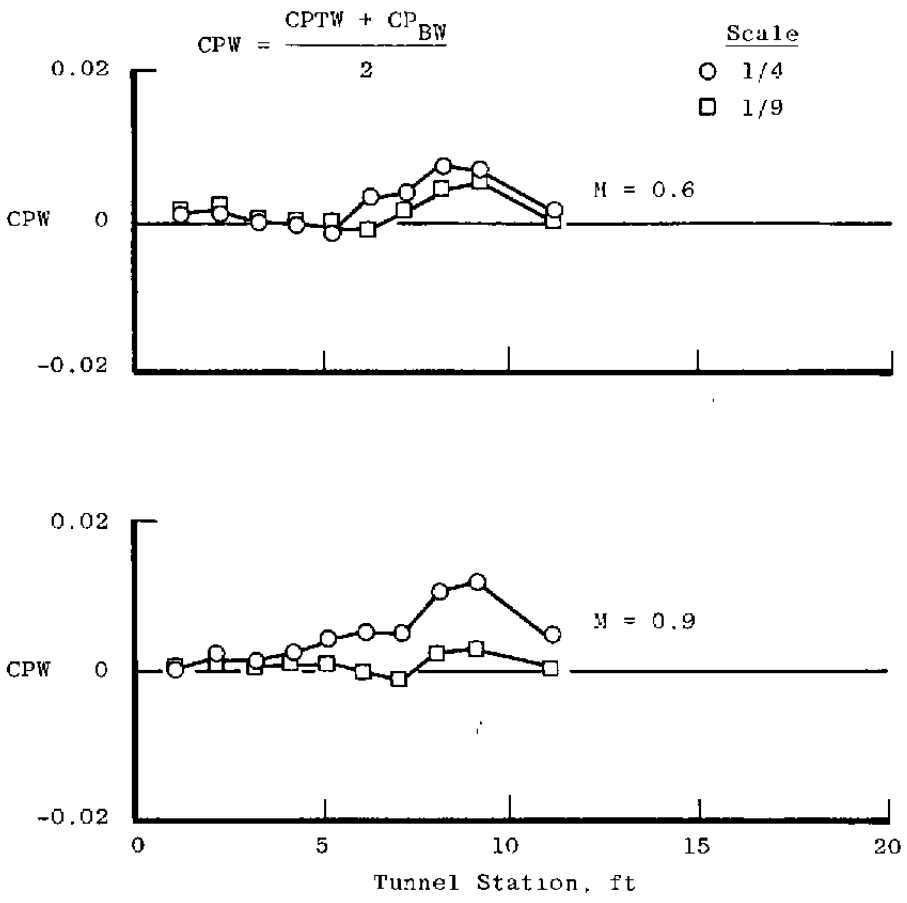 CPW = CPTW + CP_BW / 2
Scale
○ 1/4
□ 1/9
0.02
CPW 0
-0.02
M = 0.6
0.02
CPW 0
-0.02
M = 0.9
0 5 10 15 20
Tunnel Station, ft